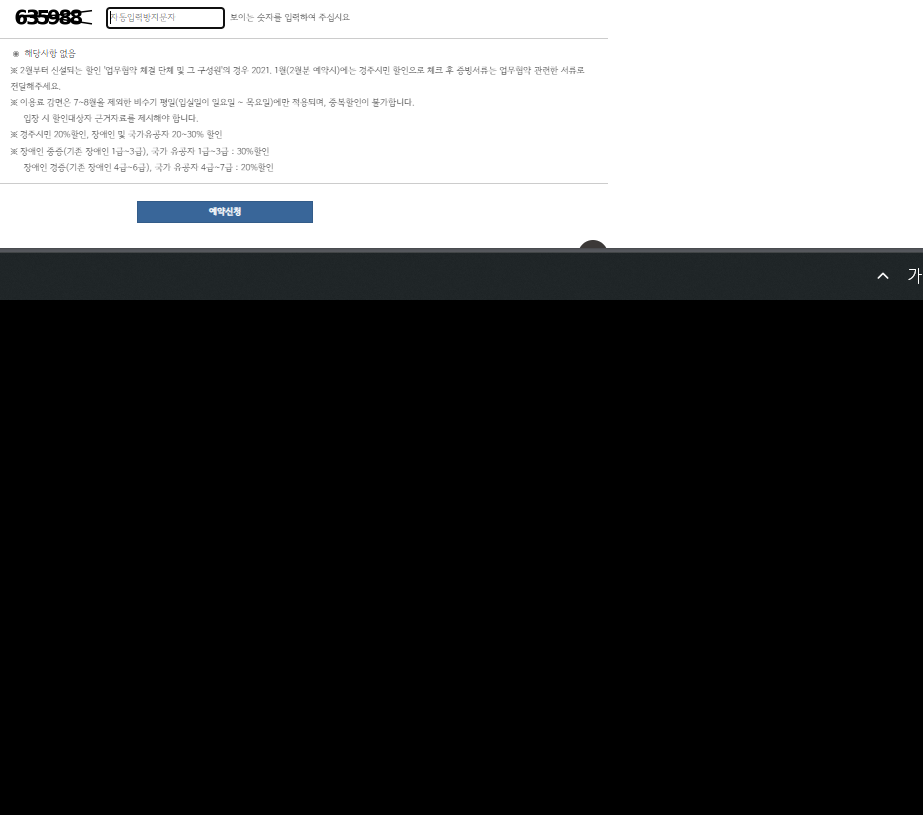 635988 자동입력방지문자 보이는 숫자를 입력하여 주십시요
해당사항 없음
※ 2월부터 신설되는 할인 '업무협약 체결 단체 및 그 구성원'의 경우 2021. 1월(2월분 예약시)에는 경주시민 할인으로 체크 후 증빙서류는 업무협약 관련한 서류로
전달해주세요.
※ 이용료 감면은 7~8월을 제외한 비수기 평일(입실일이 일요일 ~ 목요일)에만 적용되며, 중복할인이 불가합니다.
입장 시 할인대상자 근거자료를 제시해야 합니다.
※ 경주시민 20%할인, 장애인 및 국가유공자 20~30% 할인
※ 장애인 중증(기존 장애인 1급~3급), 국가 유공자 1급~3급 : 30%할인
장애인 경증(기존 장애인 4급~6급), 국가 유공자 4급~7급 : 20%할인
예약신청
가